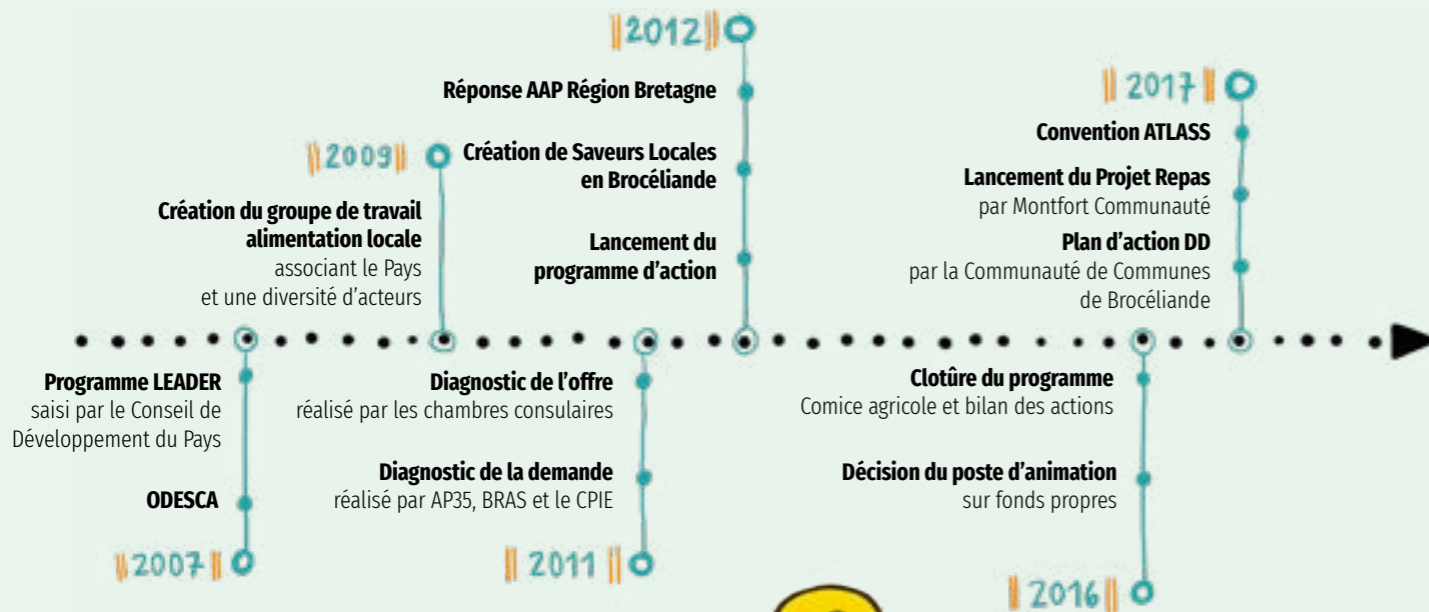 2012
Réponse AAP Région Bretagne
Création de Saveurs Locales
en Brocéliande
Lancement du
programme d'action
2017
Convention ATLASS
Lancement du Projet Repas
par Montfort Communauté
Plan d'action DD
par la Communauté de Communes
de Brocéliande
2009
Création du groupe de travail
alimentation locale
associant le Pays
et une diversité d'acteurs
Programme LEADER
saisi par le Conseil de
Développement du Pays
ODESCA
2007
Diagnostic de l'offre
réalisé par les chambres consulaires
Diagnostic de la demande
réalisé par AP35, BRAS et le CPIE
2011
Clotûre du programme
Comice agricole et bilan des actions
Décision du poste d'animation
sur fonds propres
2016